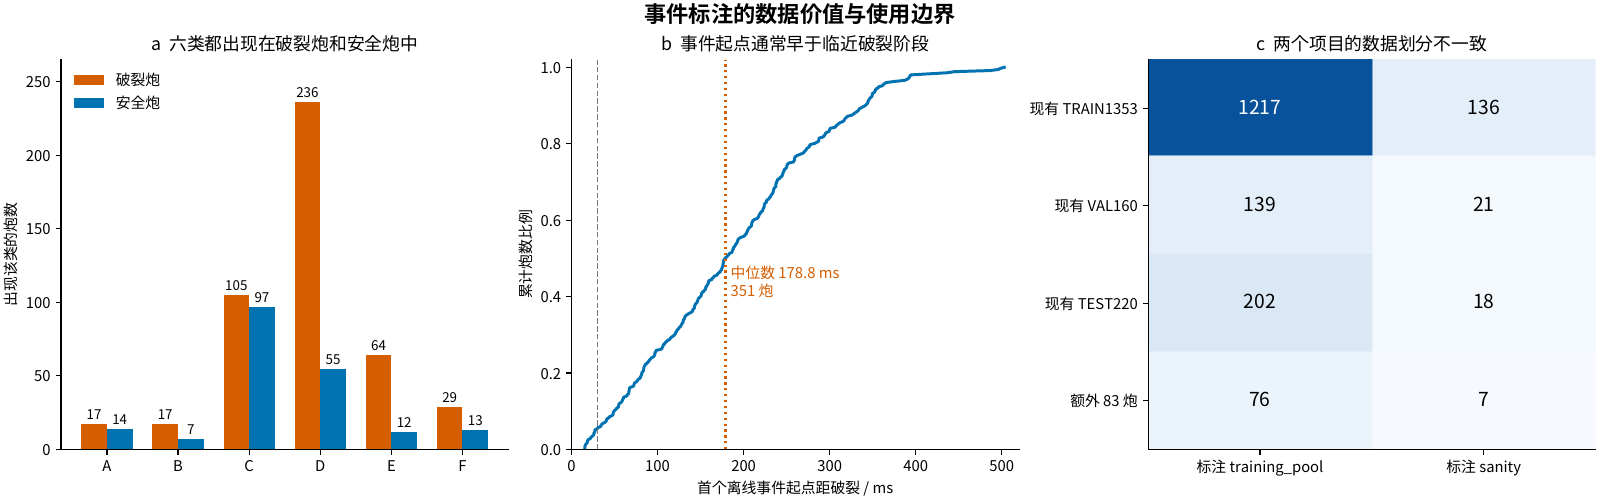 事件标注的数据价值与使用边界
a 六类都出现在破裂炮和安全炮中
破裂炮
安全炮
出现该类的炮数
250
200
150
100
50
0
17
14
17
7
105
97
236
55
64
12
29
13
A B C D E F
b 事件起点通常早于临近破裂阶段
累计炮数比例
1.0
0.8
0.6
0.4
0.2
0.0
中位数 178.8 ms
351 炮
0 100 200 300 400 500
首个离线事件起点距破裂 / ms
c 两个项目的数据划分不一致
现有 TRAIN1353 1217 136
现有 VAL160 139 21
现有 TEST220 202 18
额外 83 炮 76 7
标注 training_pool 标注 sanity